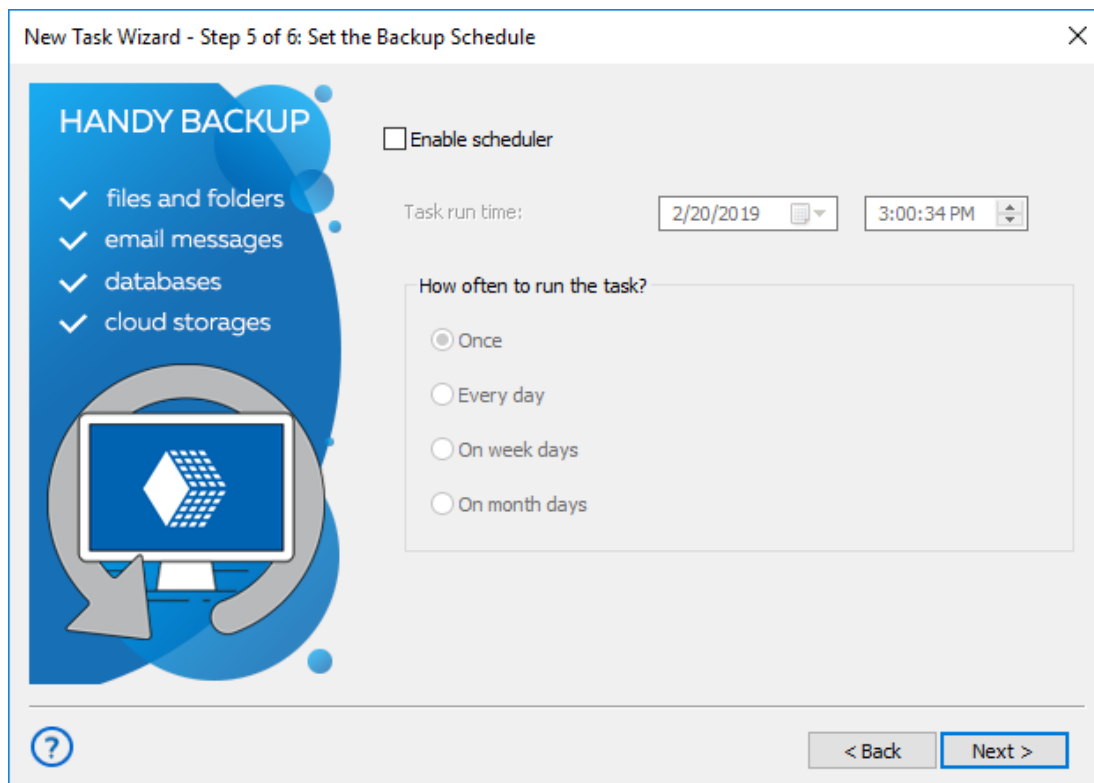 New Task Wizard - Step 5 of 6: Set the Backup Schedule
HANDY BACKUP
files and folders
email messages
databases
cloud storages
Enable scheduler
Task run time: 2/20/2019 3:00:34 PM
How often to run the task?
Once
Every day
On week days
On month days
? < Back Next >